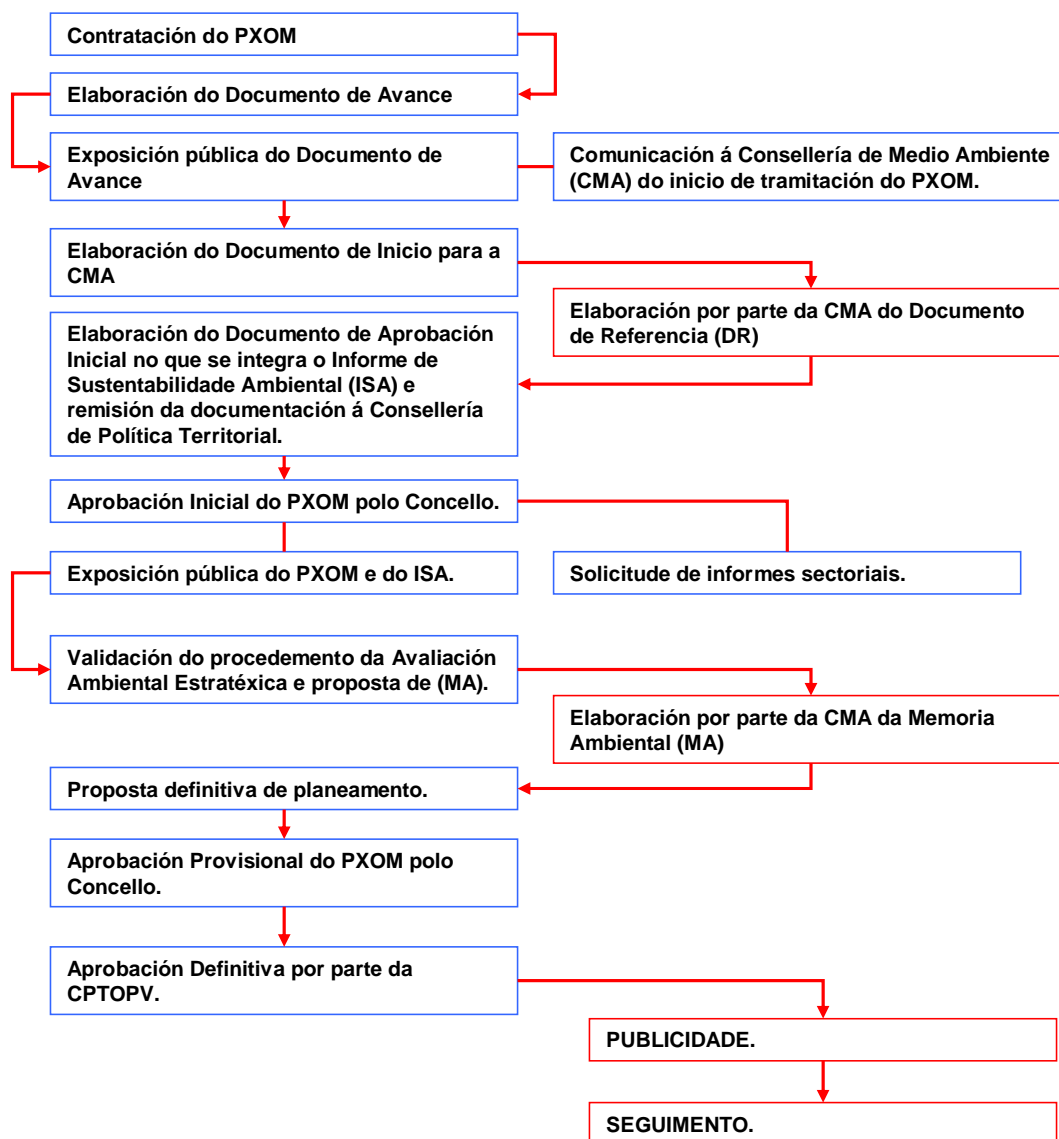 Contratación do PXOM
Elaboración do Documento de Avance
Exposición pública do Documento de
Avance
Comunicación á Consellería de Medio Ambiente
(CMA) do inicio de tramitación do PXOM.
Elaboración do Documento de Inicio para a
CMA
Elaboración por parte da CMA do Documento
de Referencia (DR)
Elaboración do Documento de Aprobación
Inicial no que se integra o Informe de
Sustentabilidade Ambiental (ISA) e
remisión da documentación á Consellería
de Política Territorial.
Aprobación Inicial do PXOM polo Concello.
Exposición pública do PXOM e do ISA.
Solicitude de informes sectoriais.
Validación do procedemento da Avaliación
Ambiental Estratéxica e proposta de (MA).
Elaboración por parte da CMA da Memoria
Ambiental (MA)
Proposta definitiva de planeamento.
Aprobación Provisional do PXOM polo
Concello.
Aprobación Definitiva por parte da
CPTOPV.
PUBLICIDADE.
SEGUIMENTO.